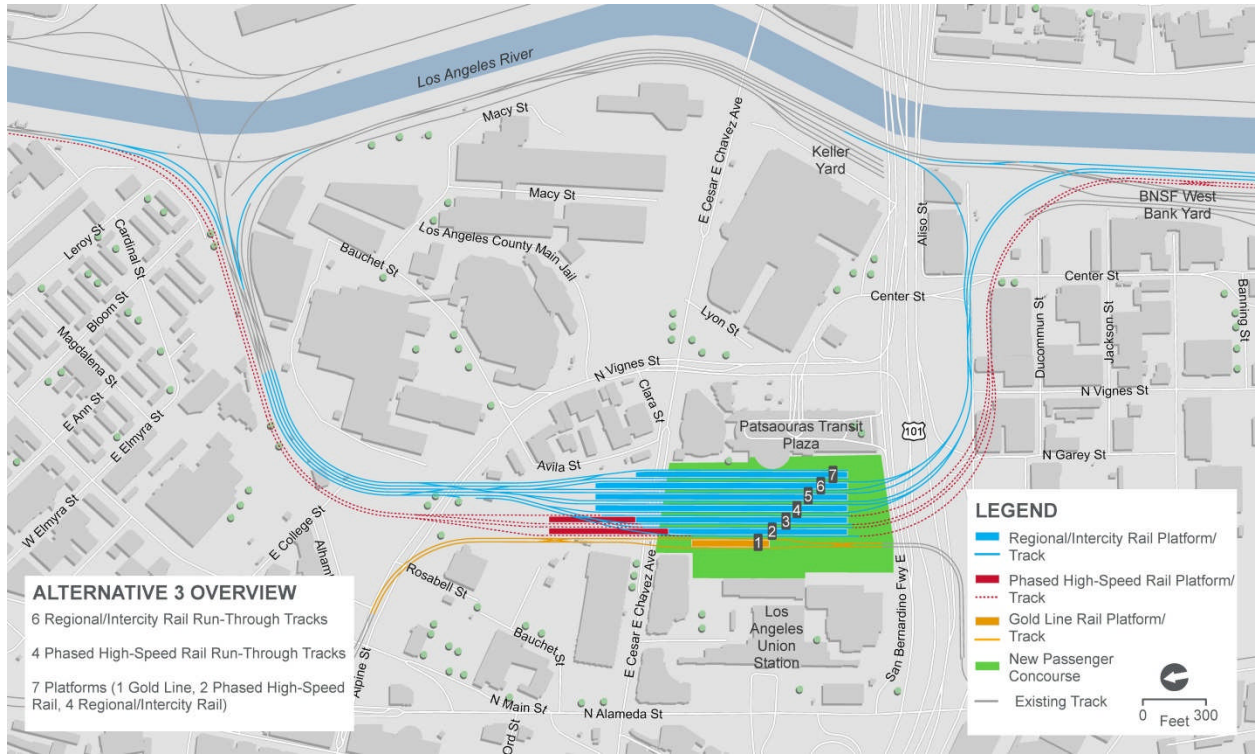 Los Angeles River
Macy St
Macy St
E Cesar E Chavez Ave
Keller
Yard
Aliso St
BNSF West
Bank Yard
Leroy St
Cardinal St
Bloom St
Magdalena St
E Ann St
E Elmyra St
W Elmyra St
Bauchet St
Los Angeles County Main Jail
Lyon St
Center St
Center St
Ducommun St
Jackson St
Banning St
N Vignes St
N Vignes St
Clara St
Avila St
Patsaouras Transit
Plaza
101
N Garey St
7
6
5
4
3
2
1
E College St
Alham
Rosabell St
Bauchet St
Alpine St
E Cesar E Chavez Ave
Los
Angeles
Union
Station
San Bernardino Fwy E
N Main St
N Alameda St
Ord St
ALTERNATIVE 3 OVERVIEW
6 Regional/Intercity Rail Run-Through Tracks
4 Phased High-Speed Rail Run-Through Tracks
7 Platforms (1 Gold Line, 2 Phased High-Speed
Rail, 4 Regional/Intercity Rail)
LEGEND
Regional/Intercity Rail Platform/
Track
Phased High-Speed Rail Platform/
Track
Gold Line Rail Platform/
Track
New Passenger
Concourse
Existing Track
0 300
Feet